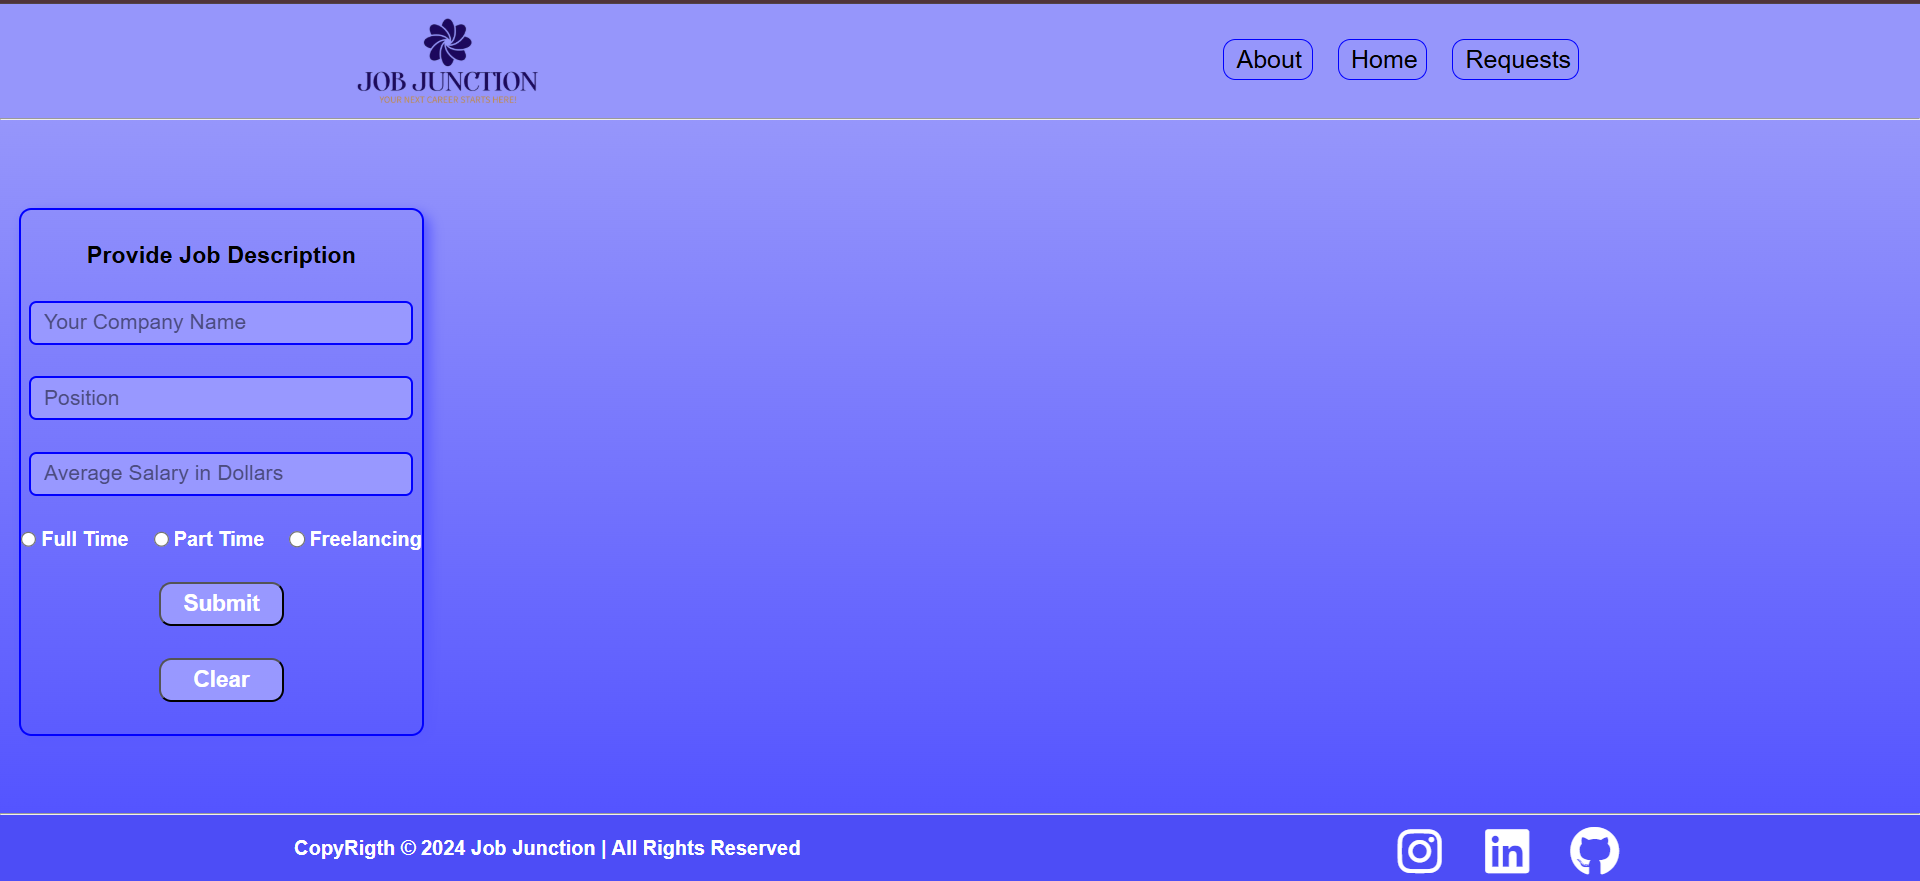 JOB JUNCTION
YOUR NEXT CAREER STARTS HERE!
About Home Requests
Provide Job Description
Your Company Name
Position
Average Salary in Dollars
Full Time Part Time Freelancing
Submit
Clear
CopyRigth © 2024 Job Junction | All Rights Reserved
in